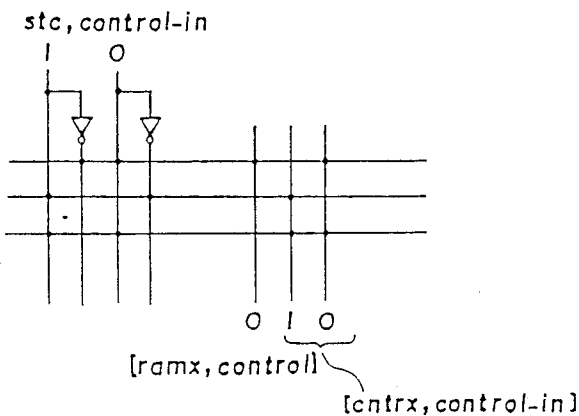 stc,control-in
1 0
0 1 0
[ramx,control]
[cntrx,control-in]